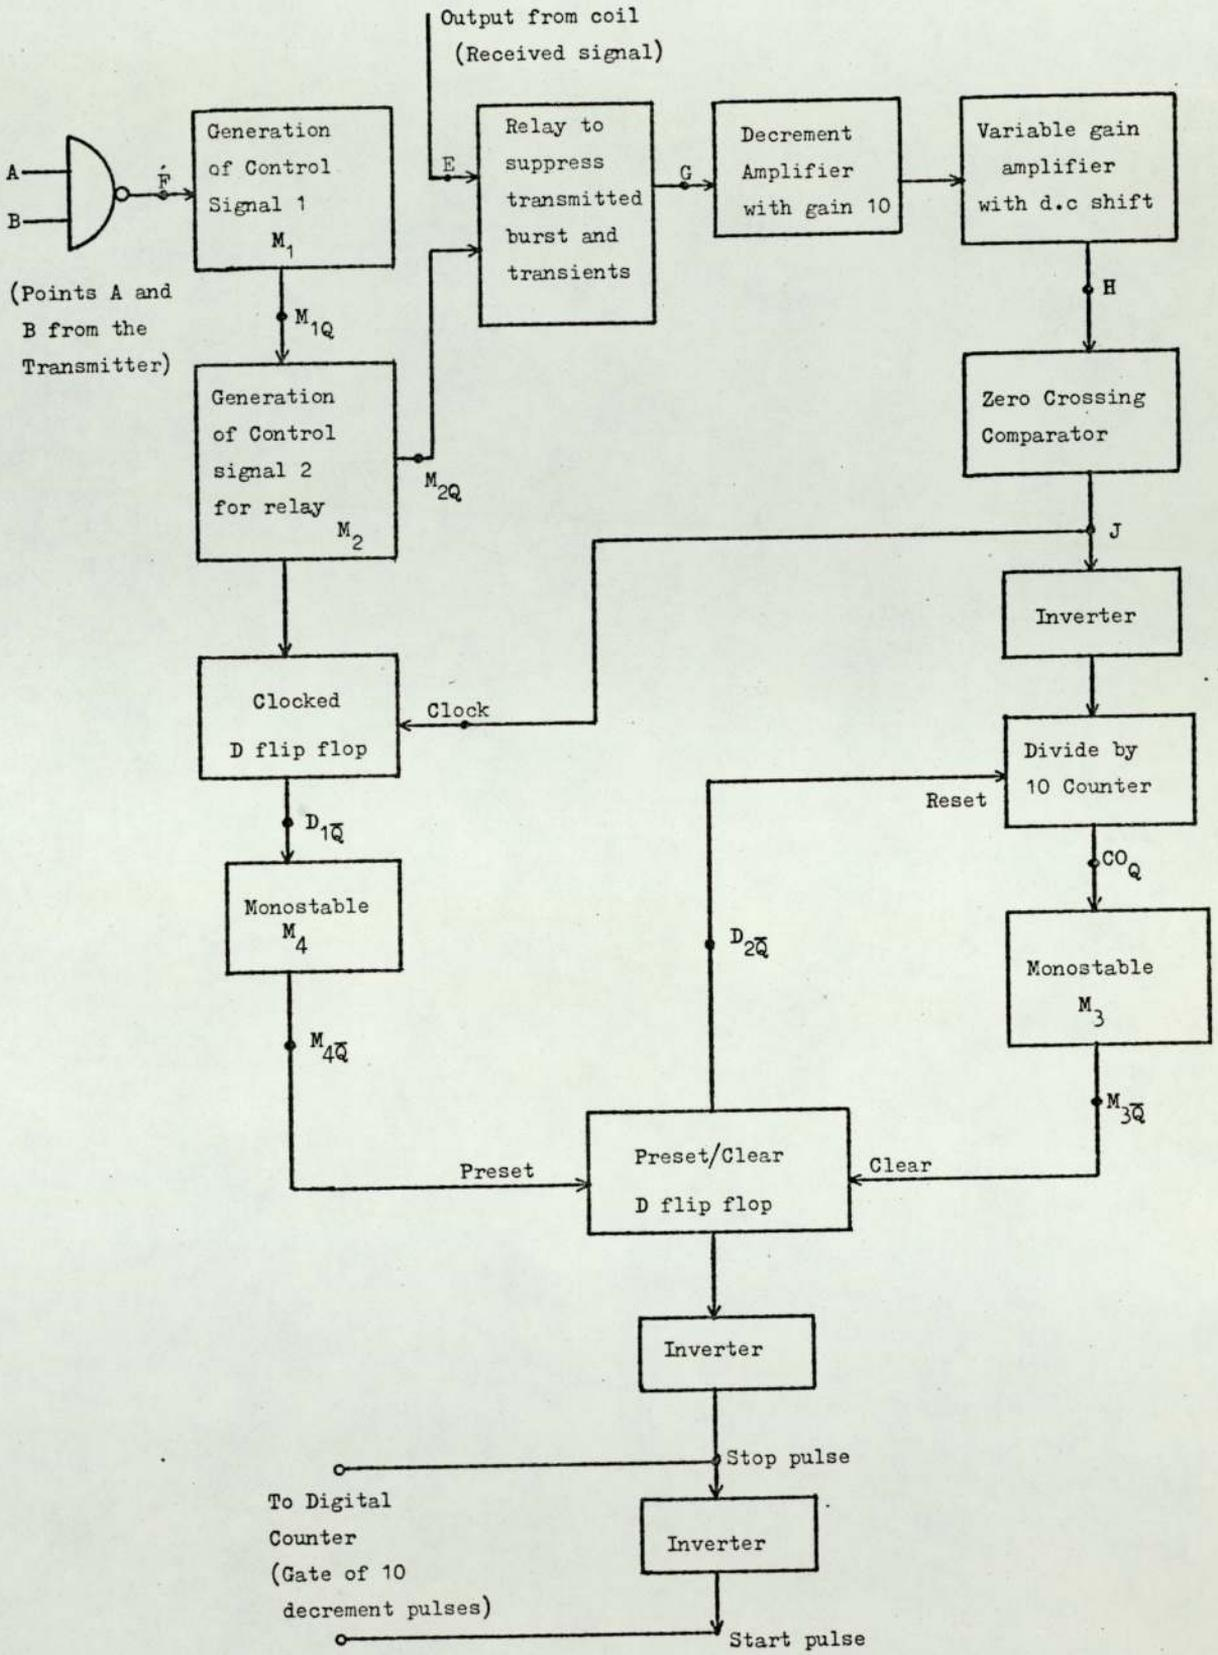 Output from coil
(Received signal)
A
B
F
Generation
of Control
Signal 1
M1
E
Relay to
suppress
transmitted
burst and
transients
G
Decrement
Amplifier
with gain 10
Variable gain
amplifier
with d.c shift
(Points A and
B from the
Transmitter)
M1Q
H
Generation
of Control
signal 2
for relay
M2
M2Q
Zero Crossing
Comparator
J
Inverter
Clocked
D flip flop
Clock
Divide by
10 Counter
Reset
D1Q̅
COQ
Monostable
M4
D2Q̅
Monostable
M3
M4Q̅
M3Q̅
Preset
Preset/Clear
D flip flop
Clear
Inverter
Stop pulse
To Digital
Counter
(Gate of 10
decrement pulses)
Inverter
Start pulse